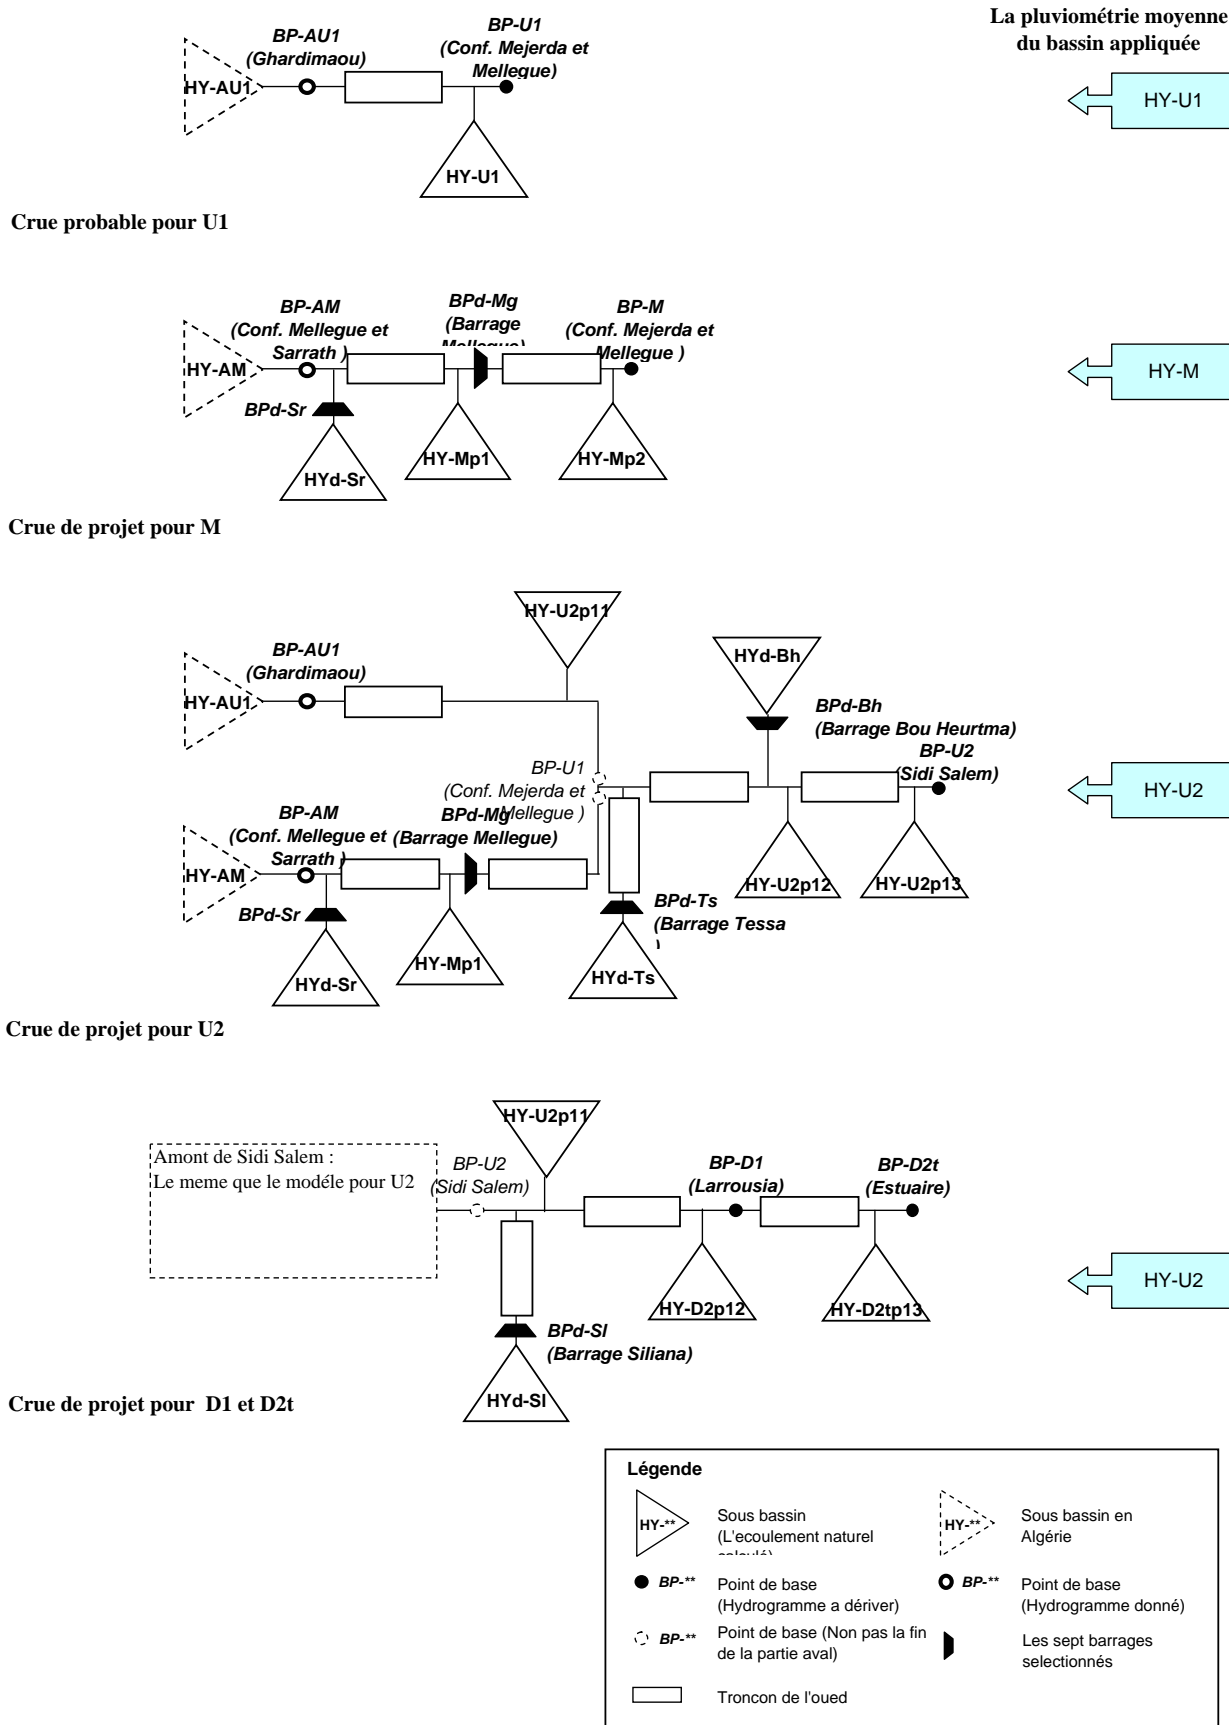 La pluviométrie moyenne
du bassin appliquée
BP-AU1
(Ghardimaou)
BP-U1
(Conf. Mejerda et
Mellegue)
HY-AU1
HY-U1
HY-U1
Crue probable pour U1
BP-AM
(Conf. Mellegue et
Sarrath )
BPd-Mg
(Barrage
Mellegue)
BP-M
(Conf. Mejerda et
Mellegue )
HY-AM
HY-M
BPd-Sr
HYd-Sr
HY-Mp1
HY-Mp2
Crue de projet pour M
HY-U2p11
BP-AU1
(Ghardimaou)
HYd-Bh
HY-AU1
BPd-Bh
(Barrage Bou Heurtma)
BP-U2
(Sidi Salem)
BP-U1
(Conf. Mejerda et
Mellegue )
HY-U2
BP-AM
(Conf. Mellegue et
Sarrath )
BPd-Mg
(Barrage Mellegue)
HY-AM
HY-U2p12
HY-U2p13
BPd-Sr
BPd-Ts
(Barrage Tessa
)
HYd-Sr
HY-Mp1
HYd-Ts
Crue de projet pour U2
HY-U2p11
Amont de Sidi Salem :
Le meme que le modéle pour U2
BP-U2
(Sidi Salem)
BP-D1
(Larrousia)
BP-D2t
(Estuaire)
HY-U2
HY-D2p12
HY-D2tp13
BPd-Sl
(Barrage Siliana)
HYd-Sl
Crue de projet pour D1 et D2t
Légende
HY-**
Sous bassin
(L'ecoulement naturel
calculé)
HY-**
Sous bassin en
Algérie
BP-**
Point de base
(Hydrogramme a dériver)
BP-**
Point de base
(Hydrogramme donné)
BP-**
Point de base (Non pas la fin
de la partie aval)
Les sept barrages
selectionnés
Troncon de l'oued